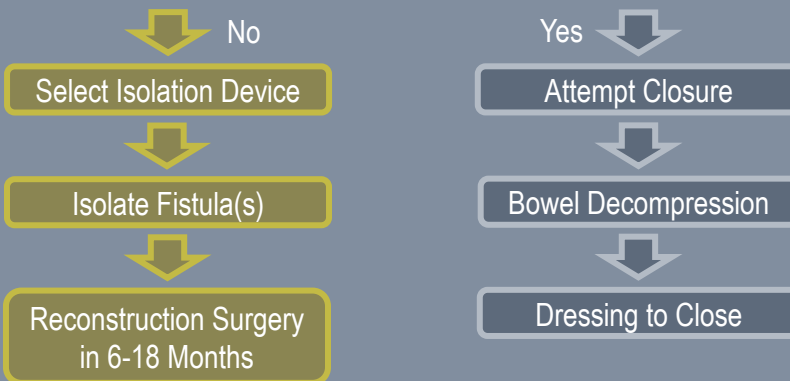 No
Select Isolation Device
Isolate Fistula(s)
Reconstruction Surgery
in 6-18 Months
Yes
Attempt Closure
Bowel Decompression
Dressing to Close